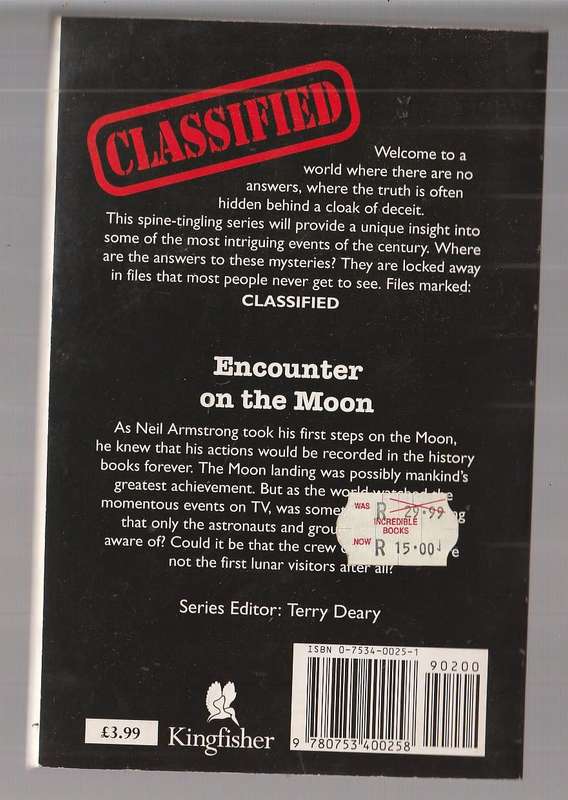 CLASSIFIED
Welcome to a
world where there are no
answers, where the truth is often
hidden behind a cloak of deceit.
This spine-tingling series will provide a unique insight into
some of the most intriguing events of the century. Where
are the answers to these mysteries? They are locked away
in files that most people never get to see. Files marked:
CLASSIFIED
Encounter
on the Moon
As Neil Armstrong took his first steps on the Moon,
he knew that his actions would be recorded in the history
books forever. The Moon landing was possibly mankind's
greatest achievement. But as the world watched the
momentous events on TV, was
that only the astronauts and
aware of? Could it be that the crew
not the first lunar visitors after all?
WAS R 29.99
INCREDIBLE
BOOKS
NOW R 15.00
Series Editor: Terry Deary
£3.99
Kingfisher
ISBN 0-7534-0025-1
90200
9 780753 400258